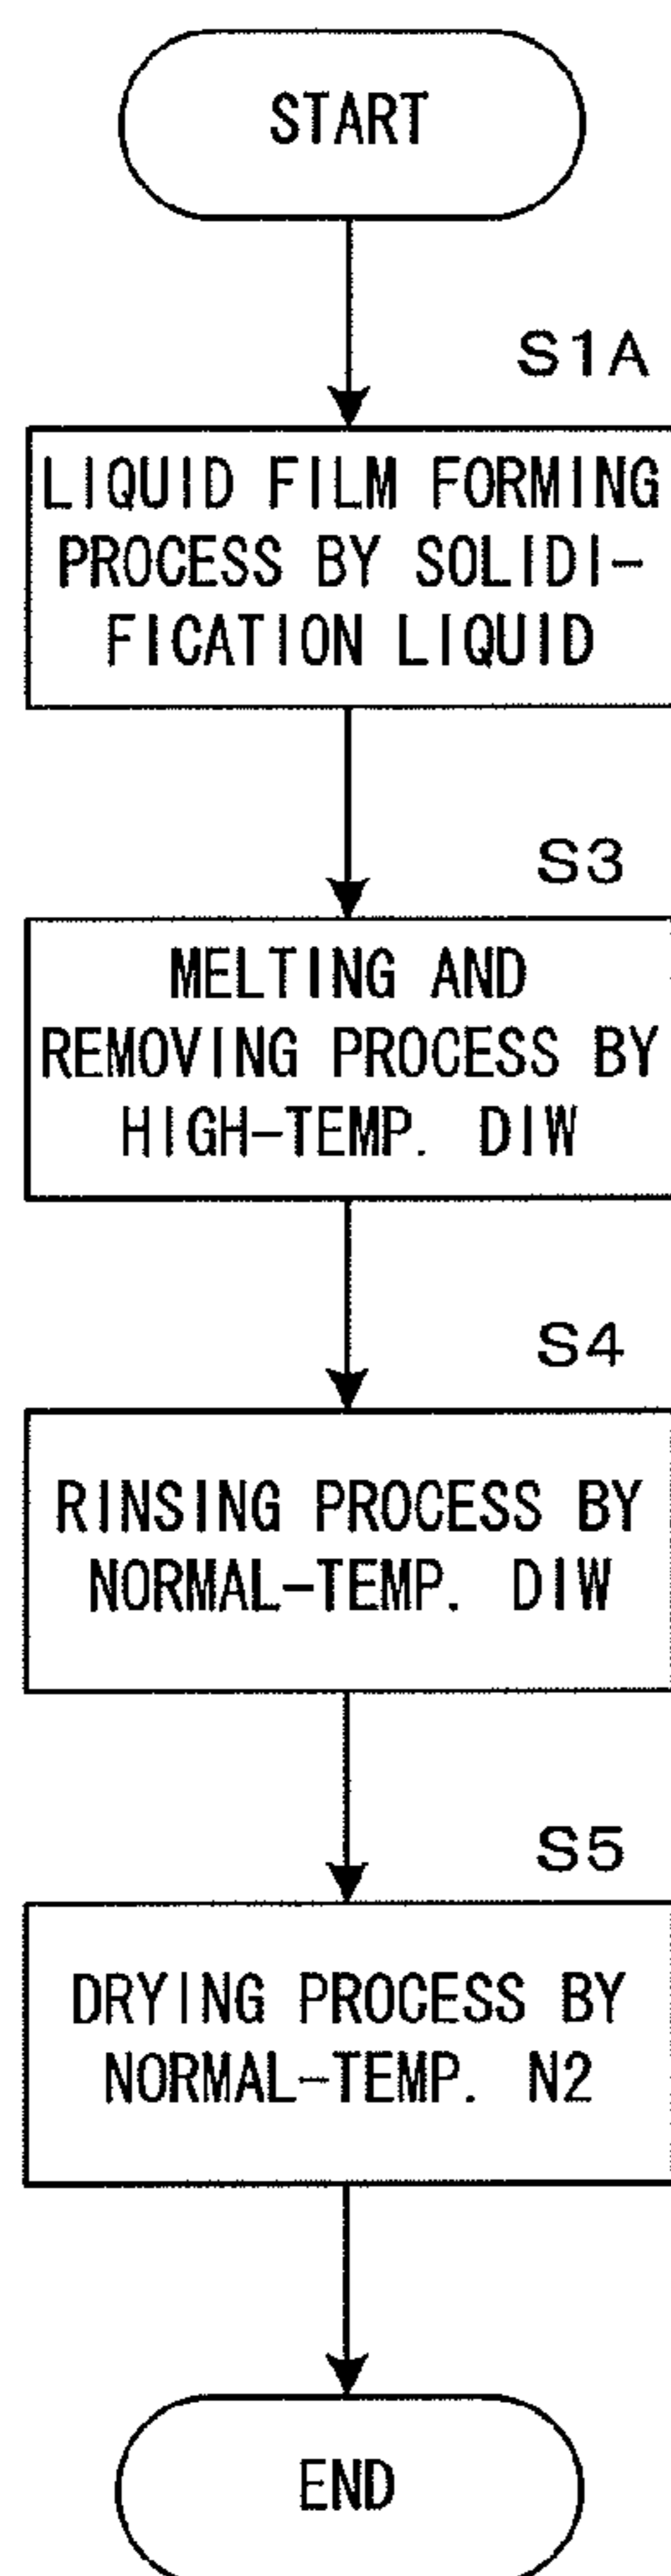 START
S1A
LIQUID FILM FORMING
PROCESS BY SOLIDI-
FICATION LIQUID
S3
MELTING AND
REMOVING PROCESS BY
HIGH-TEMP. DIW
S4
RINSING PROCESS BY
NORMAL-TEMP. DIW
S5
DRYING PROCESS BY
NORMAL-TEMP. N2
END